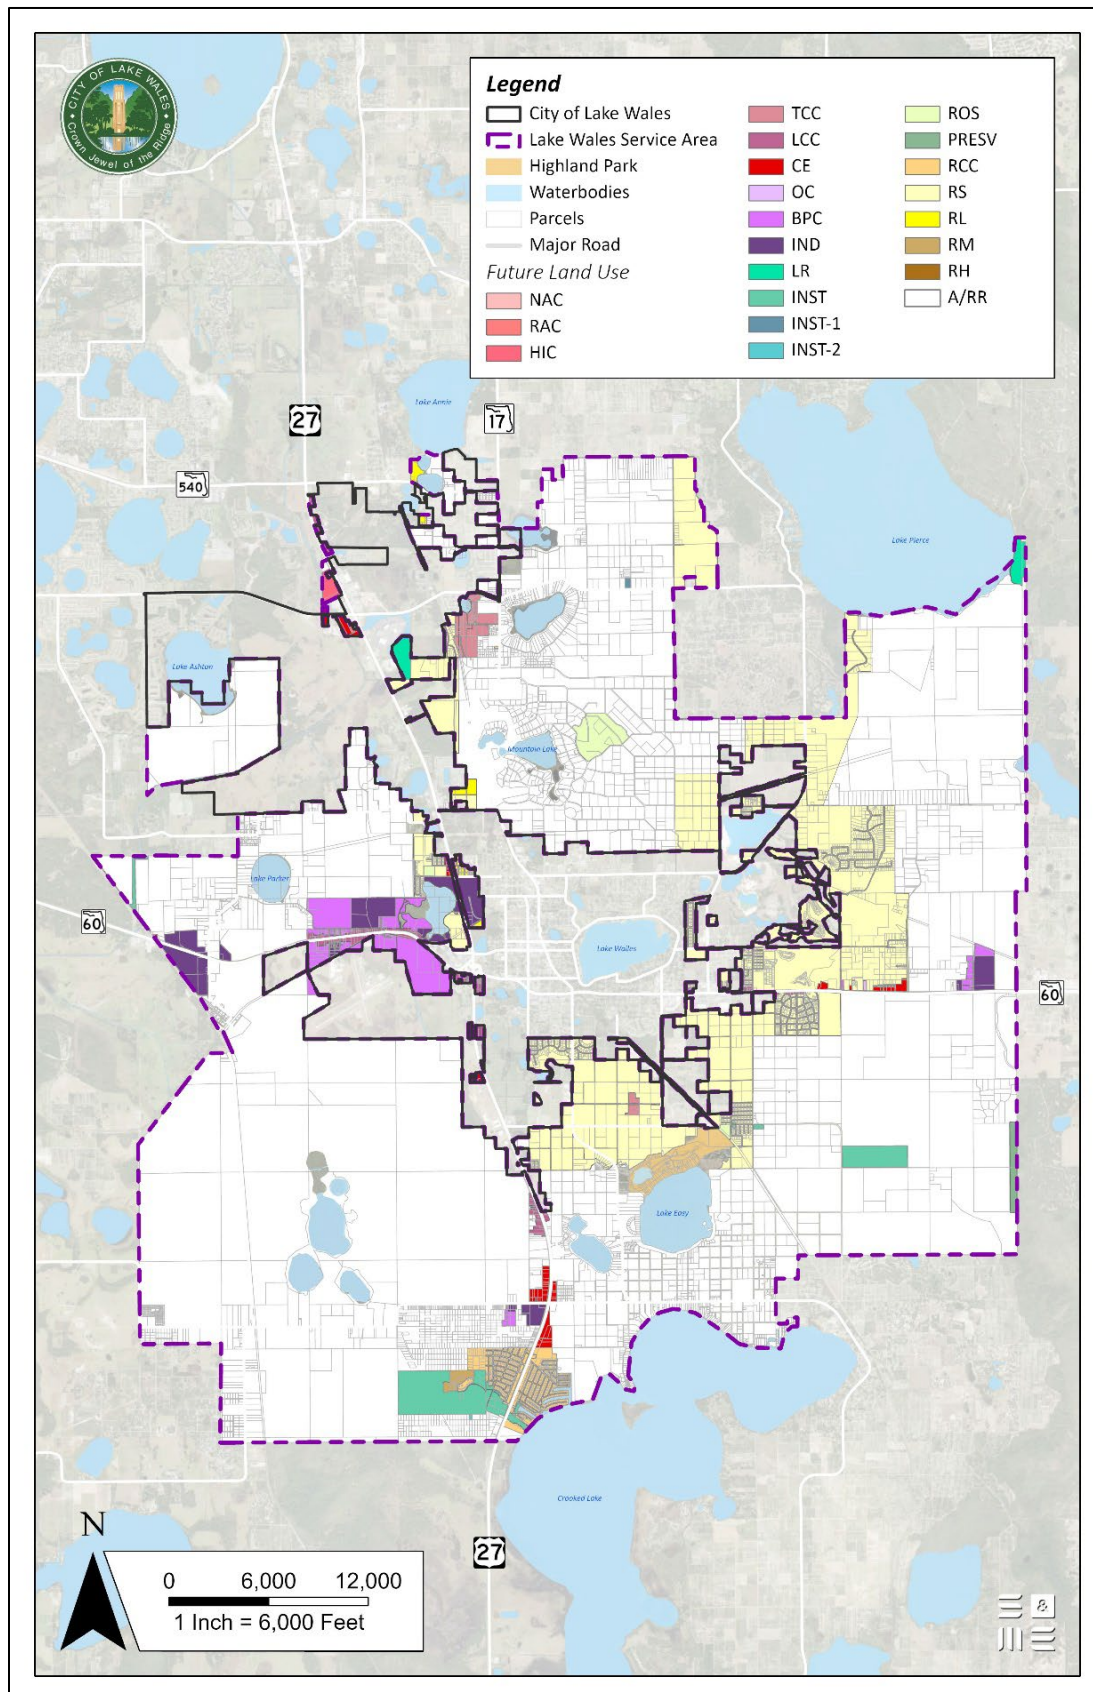 CITY OF LAKE WALES
Crown Jewel of the Ridge
Legend
City of Lake Wales
Lake Wales Service Area
Highland Park
Waterbodies
Parcels
Major Road
Future Land Use
NAC
RAC
HIC
TCC
LCC
CE
OC
BPC
IND
LR
INST
INST-1
INST-2
ROS
PRESV
RCC
RS
RL
RM
RH
A/RR
Lake Annie
27
17
540
Lake Pierce
Lake Ashton
Mountain Lake
Lake Parker
60
Lake Wailes
60
Lake Easy
Crooked Lake
27
N
0 6,000 12,000
1 Inch = 6,000 Feet
&